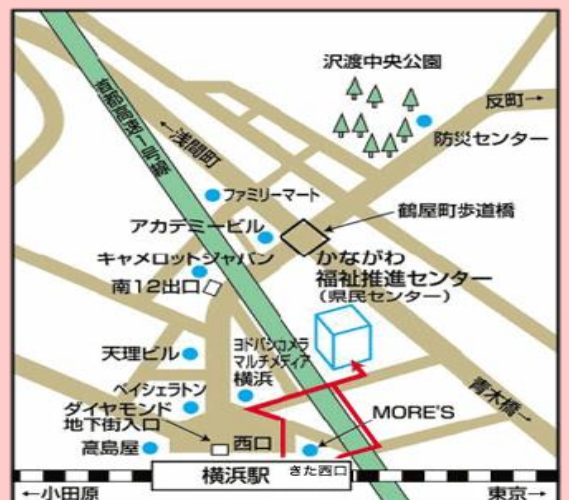 沢渡中央公園
反町→
防災センター
首都高速一号線
←浅間町
ファミリーマート
鶴屋町歩道橋
アカデミービル
かながわ
福祉推進センター
(県民センター)
キャメロットジャパン
南12出口
天理ビル
ヨドバシカメラ
マルチメディア
横浜
ベイシェラトン
ダイヤモンド
地下街入口
MORE'S
青木橋→
高島屋
西口
きた西口
横浜駅
←小田原
東京→